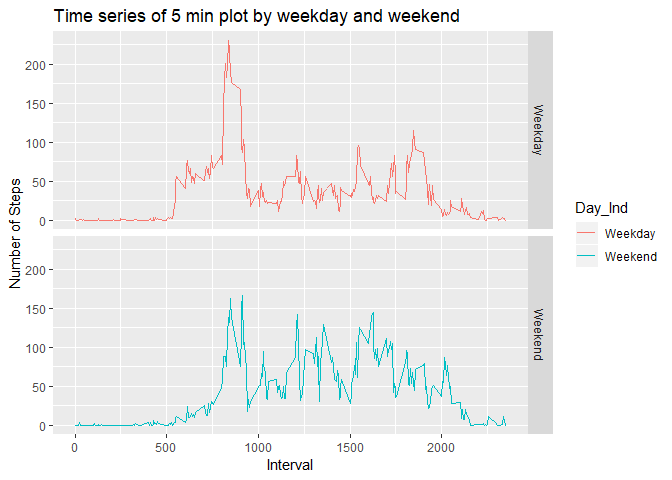 Time series of 5 min plot by weekday and weekend
Number of Steps
200
150
100
50
0
Weekday
200
150
100
50
0
Weekend
0 500 1000 1500 2000
Interval
Day_Ind
Weekday
Weekend